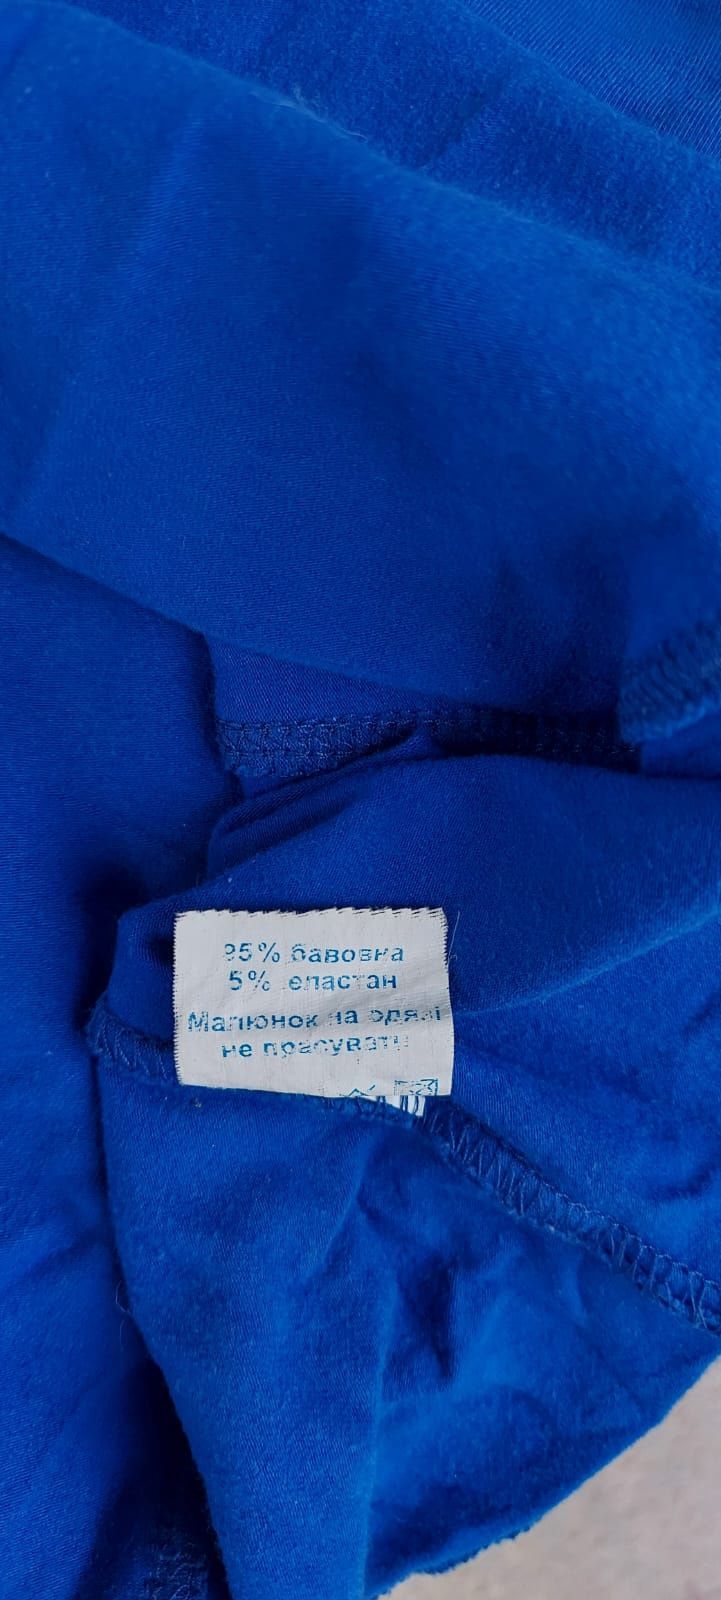 95% бавовна
5% еластан
Малюнок на одязі
не прасувати